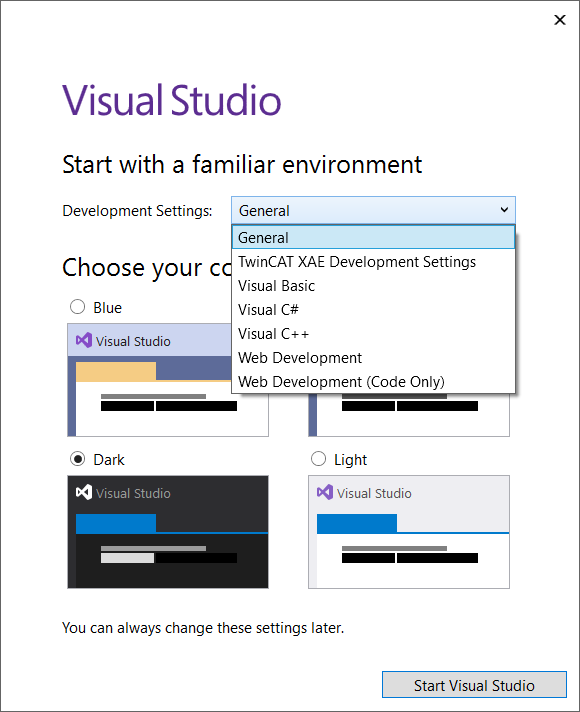 Visual Studio
Start with a familiar environment
Development Settings: General
General
TwinCAT XAE Development Settings
Visual Basic
Visual C#
Visual C++
Web Development
Web Development (Code Only)
Choose your co
Blue
Visual Studio
Dark
Light
Visual Studio
Visual Studio
You can always change these settings later.
Start Visual Studio